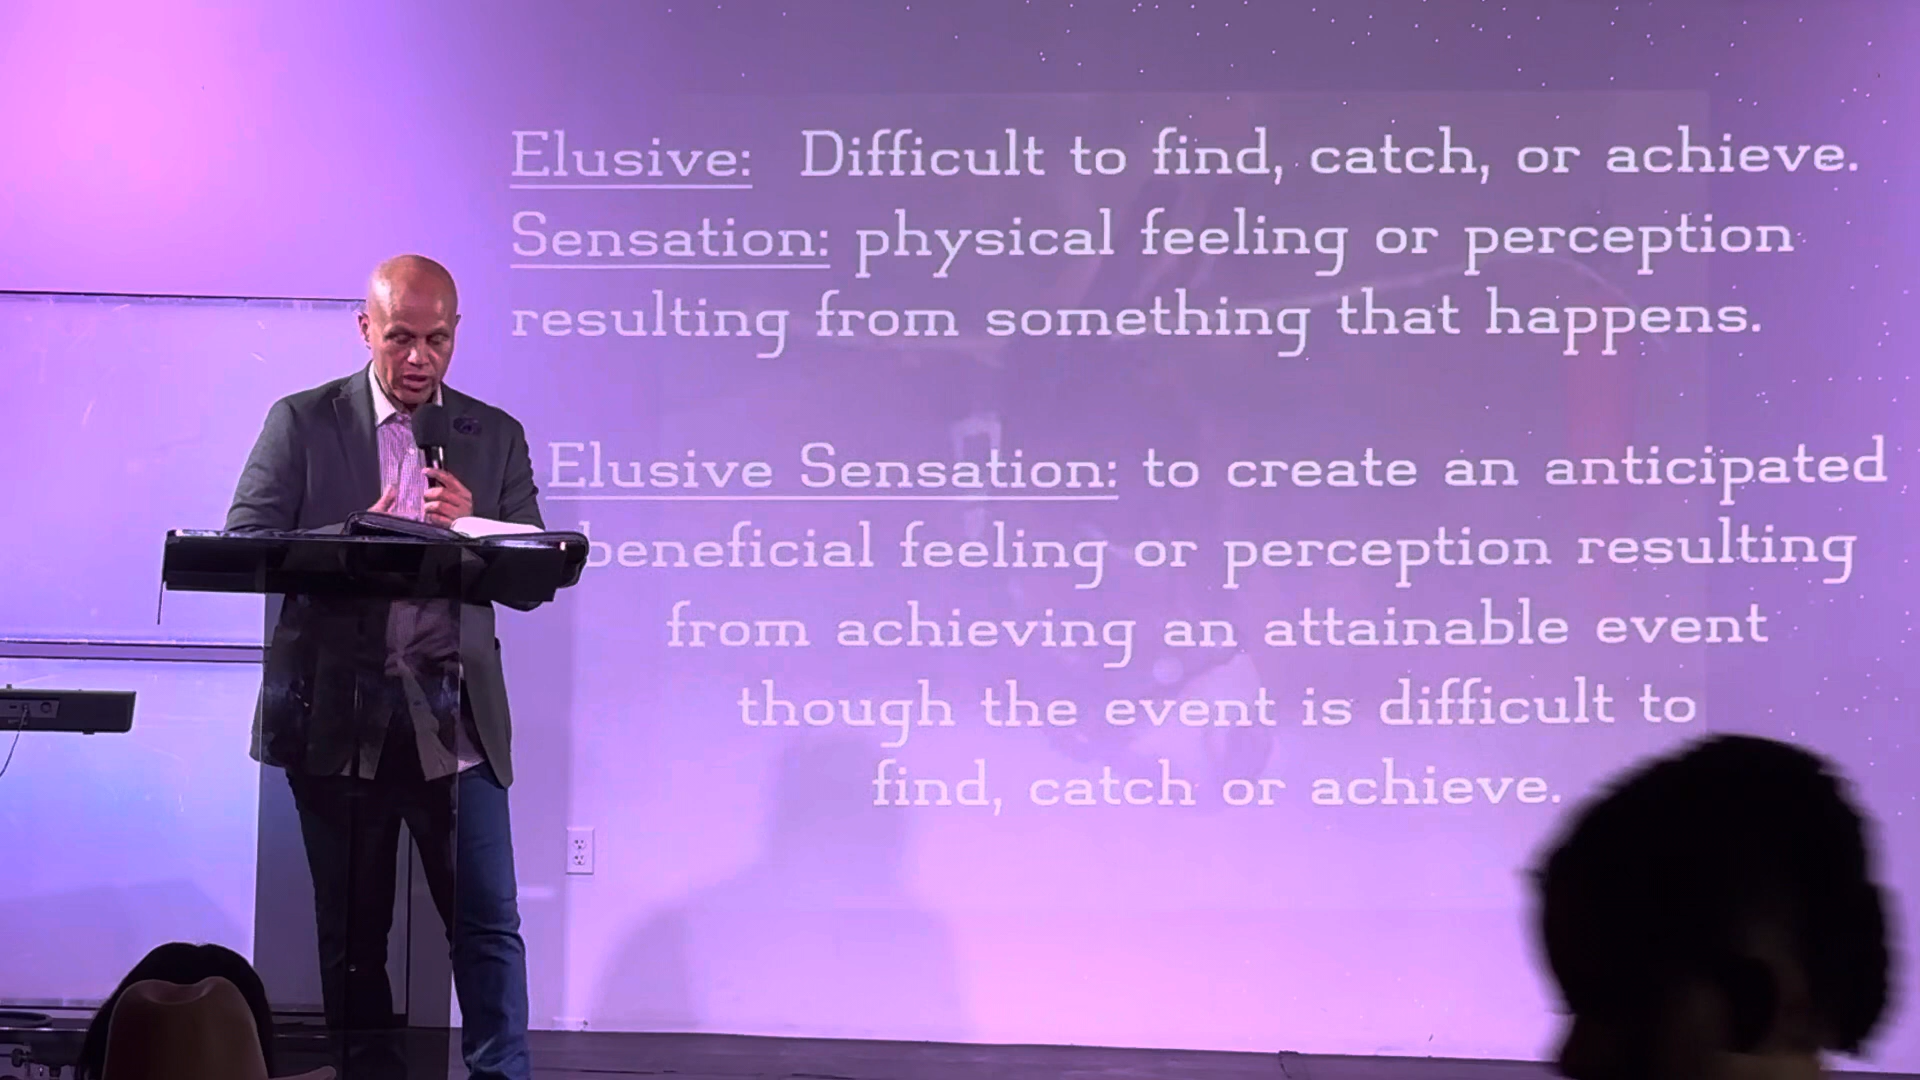 Elusive: Difficult to find, catch, or achieve.
Sensation: physical feeling or perception
resulting from something that happens.
Elusive Sensation: to create an anticipated
beneficial feeling or perception resulting
from achieving an attainable event
though the event is difficult to
find, catch or achieve.